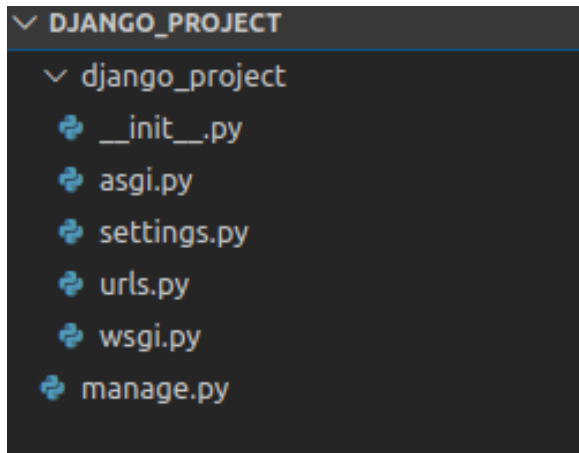 DJANGO_PROJECT
django_project
__init__.py
asgi.py
settings.py
urls.py
wsgi.py
manage.py